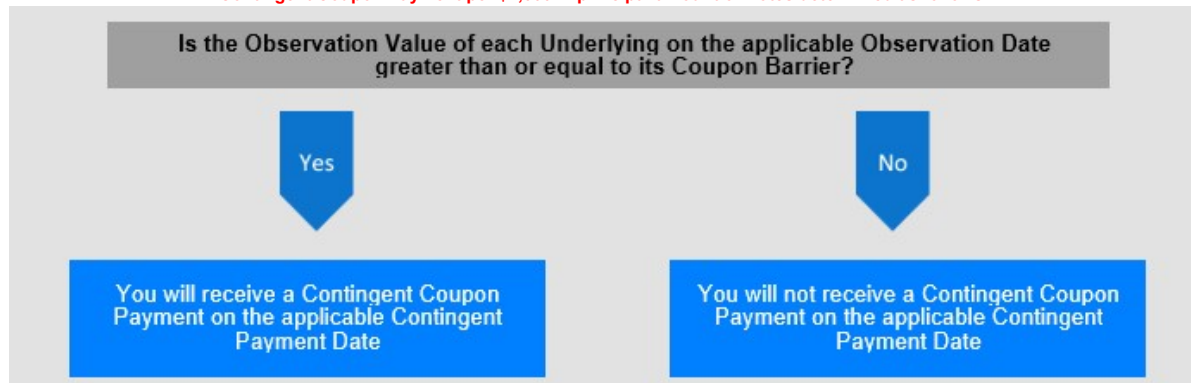 Is the Observation Value of each Underlying on the applicable Observation Date
greater than or equal to its Coupon Barrier?
Yes
No
You will receive a Contingent Coupon
Payment on the applicable Contingent
Payment Date
You will not receive a Contingent Coupon
Payment on the applicable Contingent
Payment Date